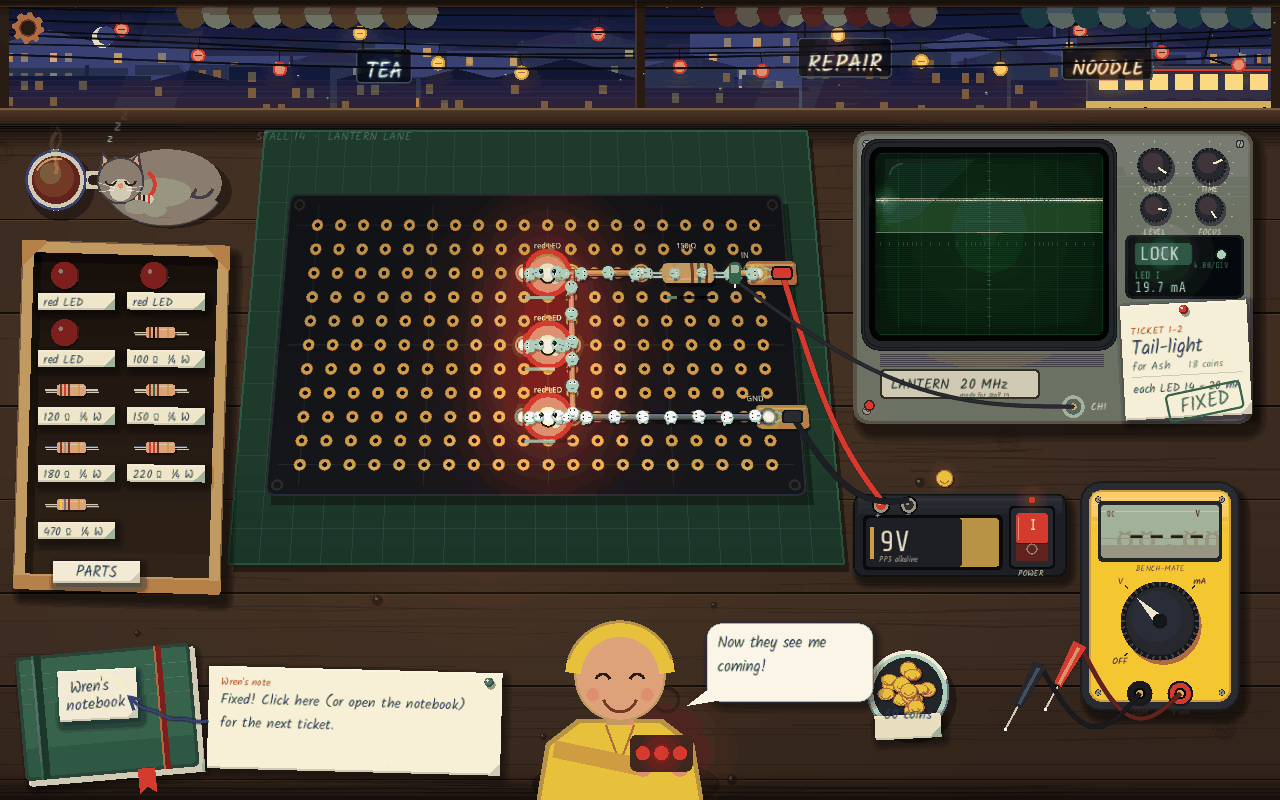 TEA
REPAIR
NOODLE
STALL 14 · LANTERN LANE
z
z
z
red LED
red LED
red LED
100 Ω ¼ W
120 Ω ¼ W
150 Ω ¼ W
180 Ω ¼ W
220 Ω ¼ W
470 Ω ¼ W
PARTS
red LED
150 Ω
IN
red LED
red LED
GND
VOLTS
TIME
LEVEL
FOCUS
LOCK
LED I
19.7 mA
TICKET 1-2
Tail-light
for Ash 18 coins
each LED 14 – 20 mA
FIXED
LANTERN 20 MHz
CH1
9V
PP3 alkaline
I
POWER
DC V
BENCH-MATE
V
mA
OFF
Wren's
notebook
Wren's note
Fixed! Click here (or open the notebook)
for the next ticket.
Now they see me
coming!
coins